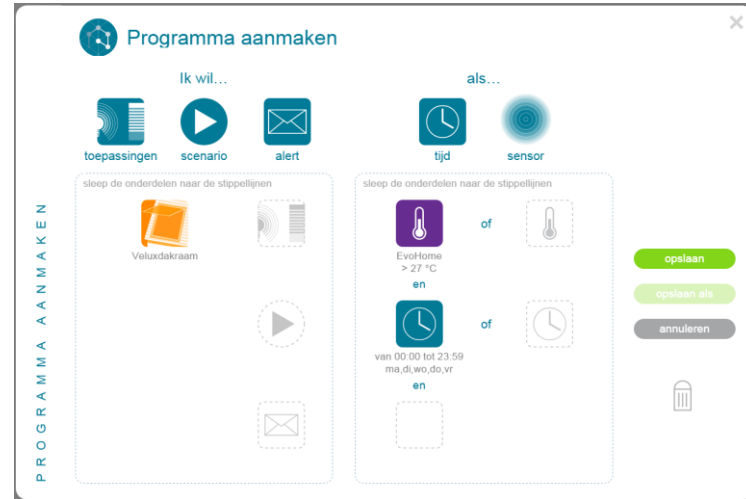 Programma aanmaken
Ik wil...
als...
toepassingen
scenario
alert
tijd
sensor
sleep de onderdelen naar de stippellijnen
sleep de onderdelen naar de stippellijnen
PROGRAMMA AANMAKEN
Veluxdakraam
EvoHome
> 27 °C
of
en
van 00:00 tot 23:59
ma,di,wo,do,vr
of
en
opslaan
opslaan als
annuleren